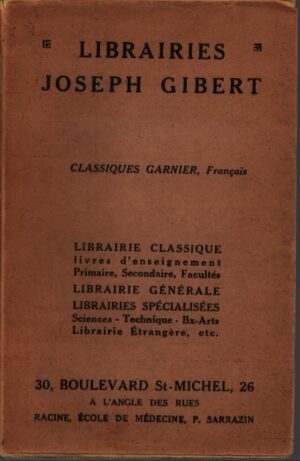 LIBRAIRIES
JOSEPH GIBERT
CLASSIQUES GARNIER, Français
LIBRAIRIE CLASSIQUE
livres d'enseignement
Primaire, Secondaire, Facultés
LIBRAIRIE GÉNÉRALE
LIBRAIRIES SPÉCIALISÉES
Sciences - Technique - Bx-Arts
Librairie Étrangère, etc.
30, BOULEVARD St-MICHEL, 26
A L'ANGLE DES RUES
RACINE, ÉCOLE DE MÉDECINE, P. SARRAZIN